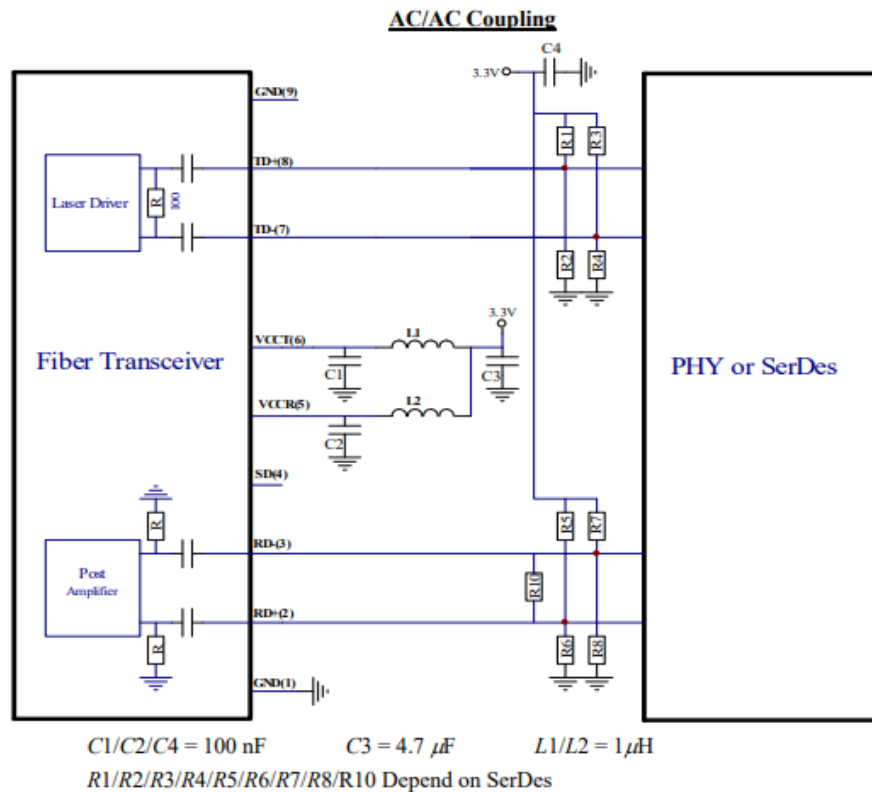 AC/AC Coupling
C4
3.3V
GND(9)
R1
R3
TD+(8)
Laser Driver
R
100
TD-(7)
R2
R4
3.3V
VCCT(6)
L1
Fiber Transceiver
C1
C3
PHY or SerDes
L2
VCCR(5)
C2
SD(4)
R
R5
R7
RD-(3)
Post
Amplifier
R10
RD+(2)
R
R6
R8
GND(1)
C1/C2/C4 = 100 nF C3 = 4.7 μF L1/L2 = 1μH
R1/R2/R3/R4/R5/R6/R7/R8/R10 Depend on SerDes